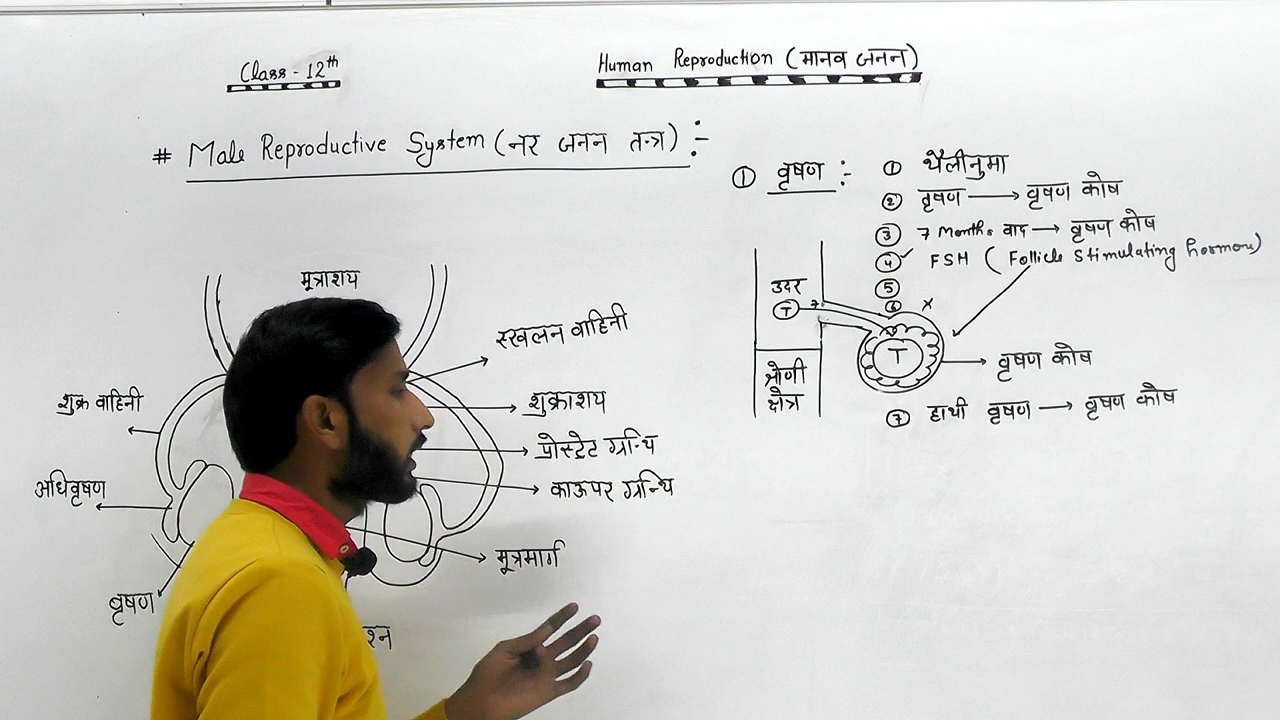 Class - 12th
Human Reproduction (मानव जनन)
# Male Reproductive System (नर जनन तन्त्र) :-
① वृषण :-
① थैलीनुमा
② वृषण → वृषण कोष
③ 7 Months बाद → वृषण कोष
④ ✓ FSH ( Follicle Stimulating hormone)
⑤
⑥ ×
उदर
T
7
T
→ वृषण कोष
श्रोणी
क्षेत्र
⑦ हाथी वृषण → वृषण कोष
मूत्राशय
स्खलन वाहिनी
शुक्र वाहिनी
शुक्राशय
प्रोस्टेट ग्रन्थि
अधिवृषण
काऊपर ग्रन्थि
मूत्रमार्ग
वृषण
श्न